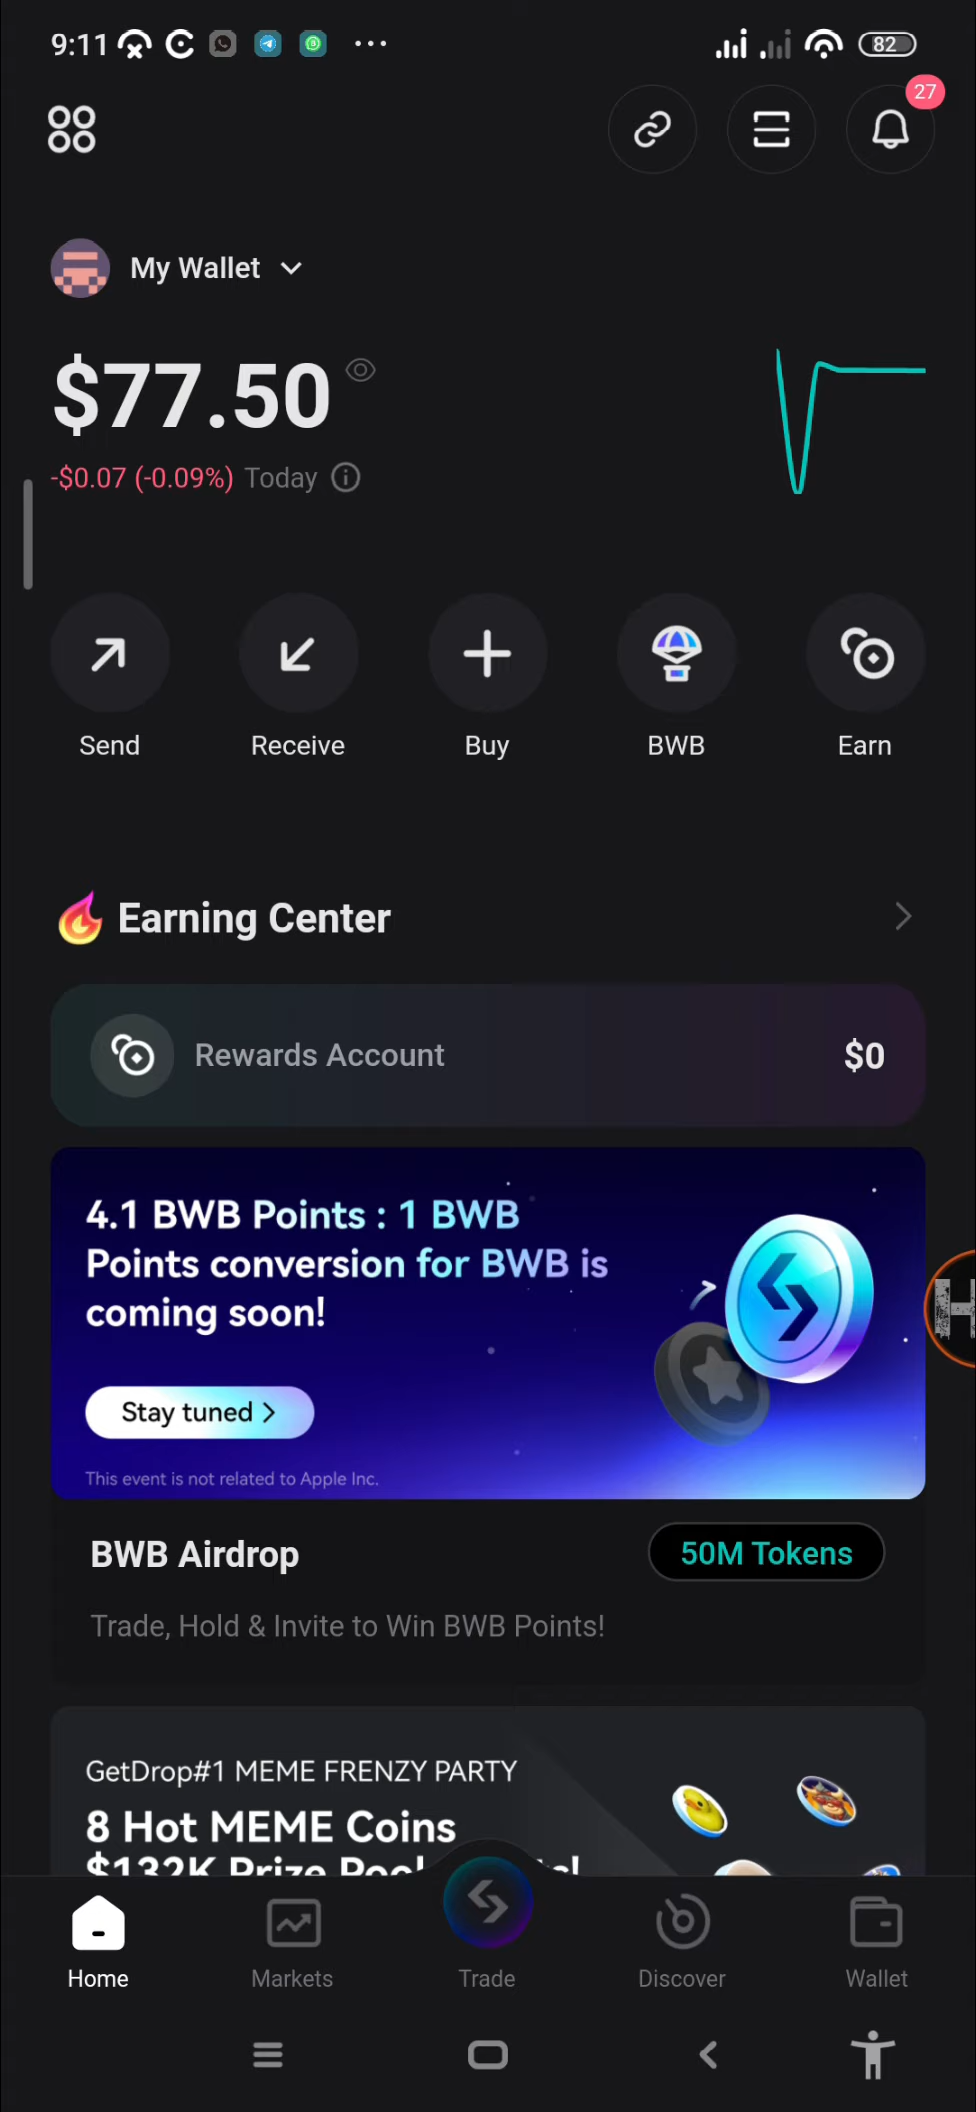 9:11
82
27
My Wallet
$77.50
-$0.07 (-0.09%) Today
Send
Receive
Buy
BWB
Earn
Earning Center
Rewards Account
$0
4.1 BWB Points : 1 BWB
Points conversion for BWB is
coming soon!
Stay tuned >
This event is not related to Apple Inc.
BWB Airdrop
50M Tokens
Trade, Hold & Invite to Win BWB Points!
GetDrop#1 MEME FRENZY PARTY
8 Hot MEME Coins
$132K Prize Pool
Home
Markets
Trade
Discover
Wallet